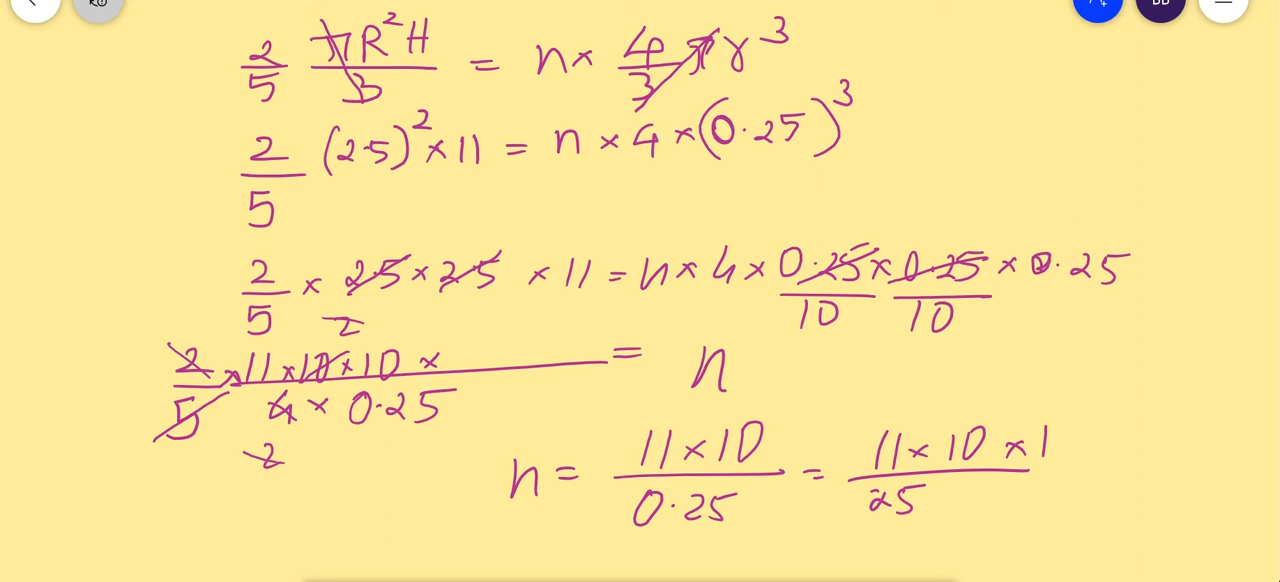 2/5 πR²H/3 = n× 4/3 πr³
2/5 (2.5)²×11 = n×4×(0.25)³
2/5 × 2.5×2.5 ×11 = n×4× 0.25/10 × 0.25/10 × 0.25
2
2/5 × 11×10×10×/4×0.25 = n
2
n = 11×10/0.25 = 11×10×1/25